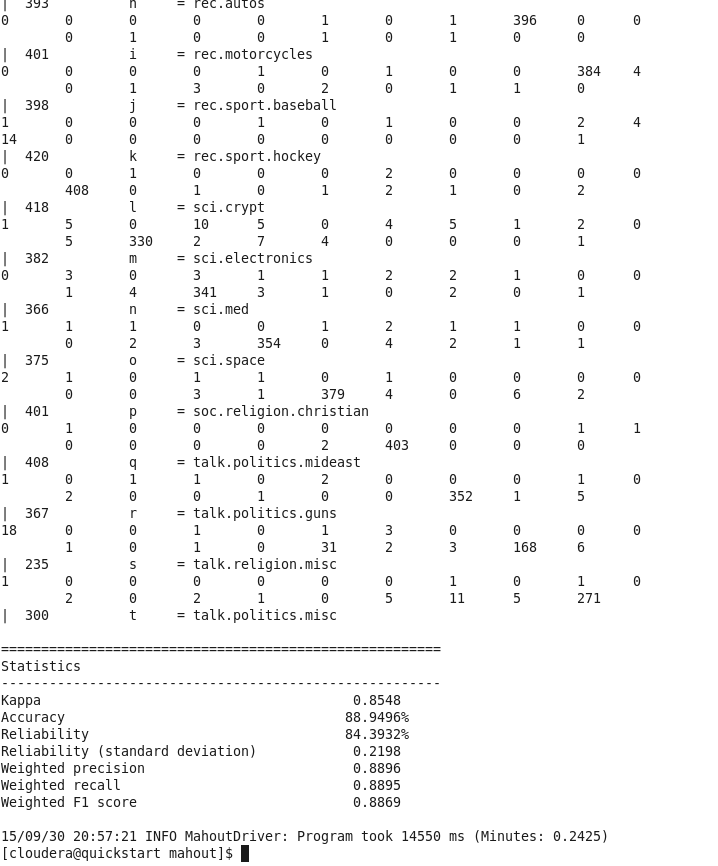 |  393          h     = rec.autos
0       0       0       0       0       1       0       1       396     0      0
        0       1       0       0       1       0       1       0       0
|  401          i     = rec.motorcycles
0       0       0       0       1       0       1       0       0       384    4
        0       1       3       0       2       0       1       1       0
|  398          j     = rec.sport.baseball
1       0       0       0       1       0       1       0       0       2      4
14      0       0       0       0       0       0       0       0       1
|  420          k     = rec.sport.hockey
0       0       1       0       0       0       2       0       0       0      0
        408     0       1       0       1       2       1       0       2
|  418          l     = sci.crypt
1       5       0       10      5       0       4       5       1       2      0
        5       330     2       7       4       0       0       0       1
|  382          m     = sci.electronics
0       3       0       3       1       1       2       2       1       0      0
        1       4       341     3       1       0       2       0       1
|  366          n     = sci.med
1       1       1       0       0       1       2       1       1       0      0
        0       2       3       354     0       4       2       1       1
|  375          o     = sci.space
2       1       0       1       1       0       1       0       0       0      0
        0       0       3       1       379     4       0       6       2
|  401          p     = soc.religion.christian
0       1       0       0       0       0       0       0       0       1      1
        0       0       0       0       2       403     0       0       0
|  408          q     = talk.politics.mideast
1       0       1       1       0       2       0       0       0       1      0
        2       0       0       1       0       0       352     1       5
|  367          r     = talk.politics.guns
18      0       0       1       0       1       3       0       0       0      0
        1       0       1       0       31      2       3       168     6
|  235          s     = talk.religion.misc
1       0       0       0       0       0       0       1       0       1      0
        2       0       2       1       0       5       11      5       271
|  300          t     = talk.politics.misc
=======================================================
Statistics
-------------------------------------------------------
Kappa                                       0.8548
Accuracy                                   88.9496%
Reliability                                84.3932%
Reliability (standard deviation)            0.2198
Weighted precision                          0.8896
Weighted recall                             0.8895
Weighted F1 score                           0.8869
15/09/30 20:57:21 INFO MahoutDriver: Program took 14550 ms (Minutes: 0.2425)
[cloudera@quickstart mahout]$